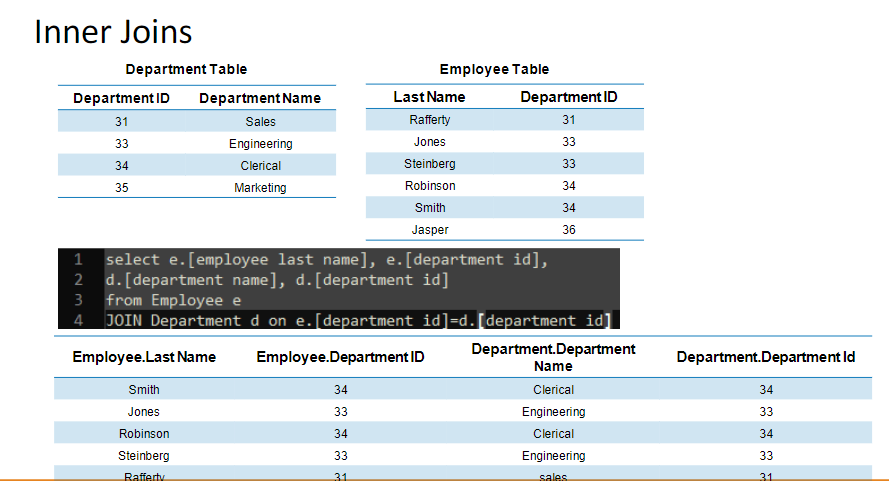 Inner Joins
Department Table
Department ID Department Name
31 Sales
33 Engineering
34 Clerical
35 Marketing
Employee Table
Last Name Department ID
Rafferty 31
Jones 33
Steinberg 33
Robinson 34
Smith 34
Jasper 36
1 select e.[employee last name], e.[department id],
2 d.[department name], d.[department id]
3 from Employee e
4 JOIN Department d on e.[department id]=d.[department id]
Employee.Last Name Employee.Department ID Department.Department Name Department.Department Id
Smith 34 Clerical 34
Jones 33 Engineering 33
Robinson 34 Clerical 34
Steinberg 33 Engineering 33
Rafferty 31 sales 31